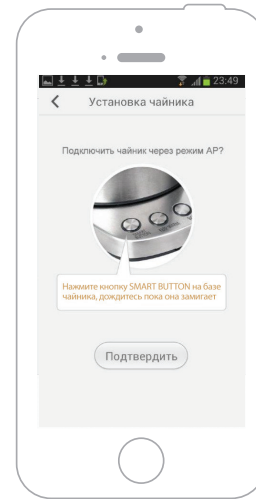 23:49
Установка чайника
Подключить чайник через режим AP?
Нажмите кнопку SMART BUTTON на базе
чайника, дождитесь пока она замигает
Подтвердить